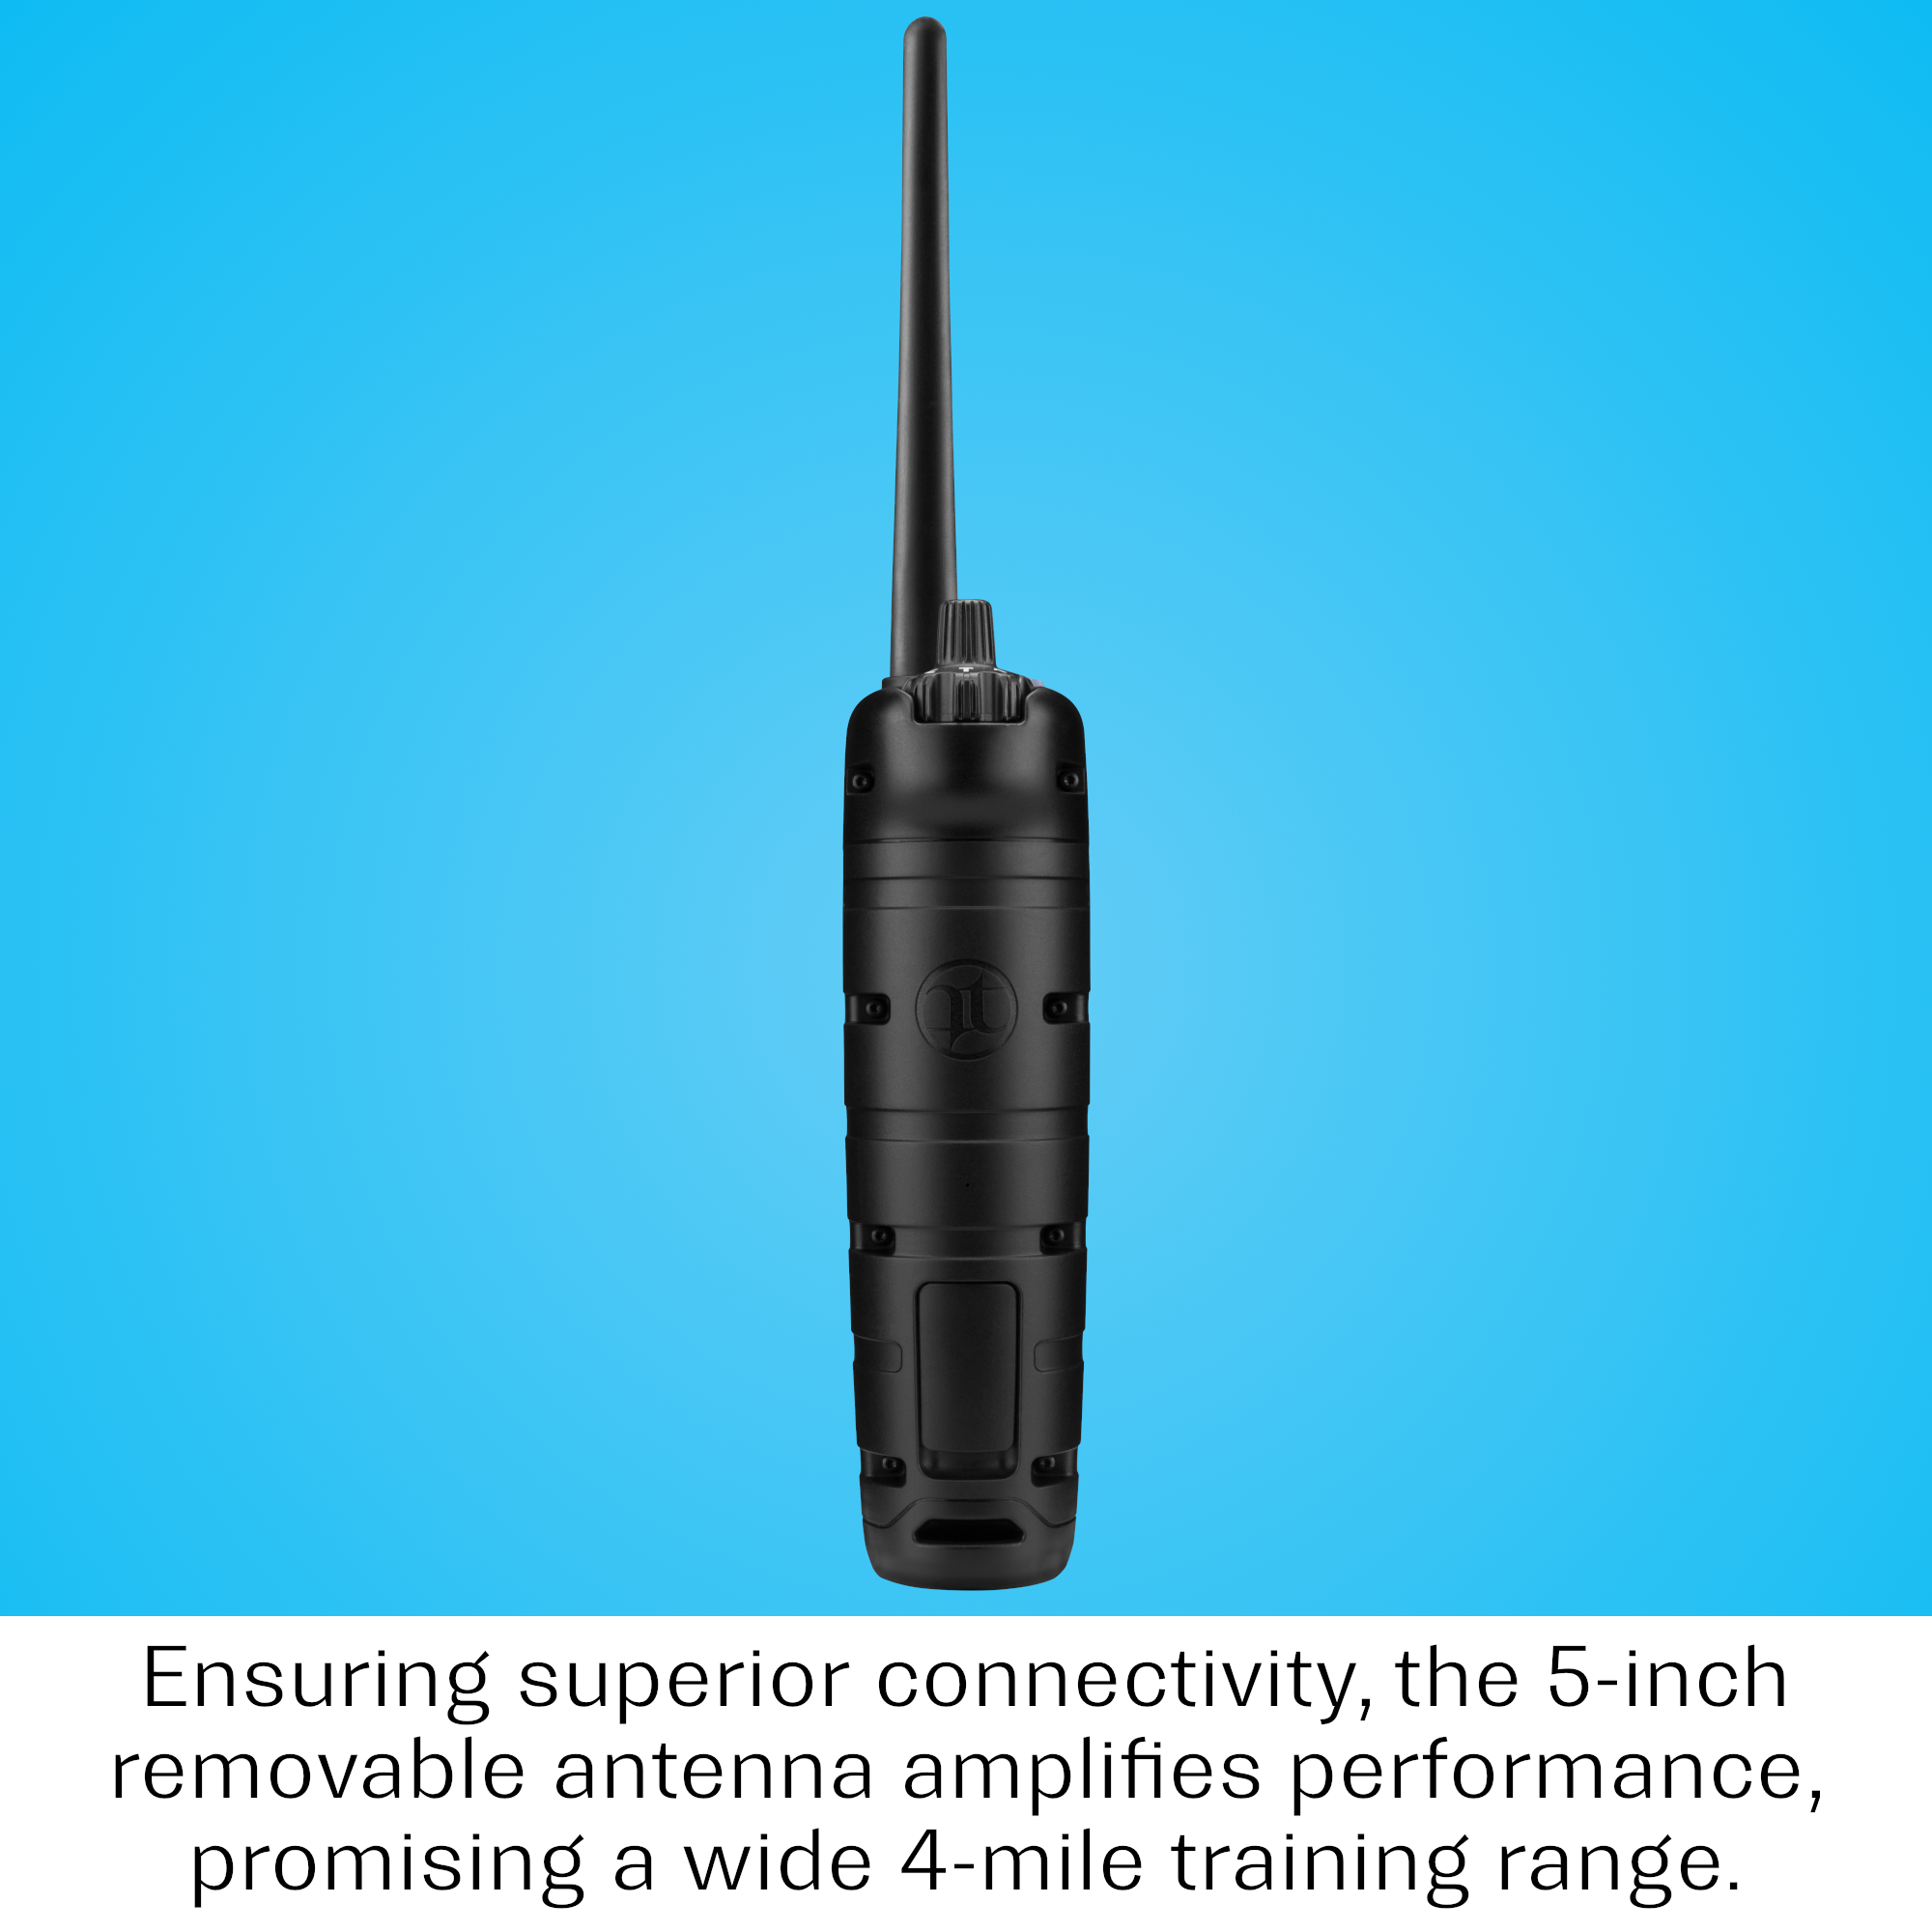 Ensuring superior connectivity, the 5-inch
removable antenna amplifies performance,
promising a wide 4-mile training range.